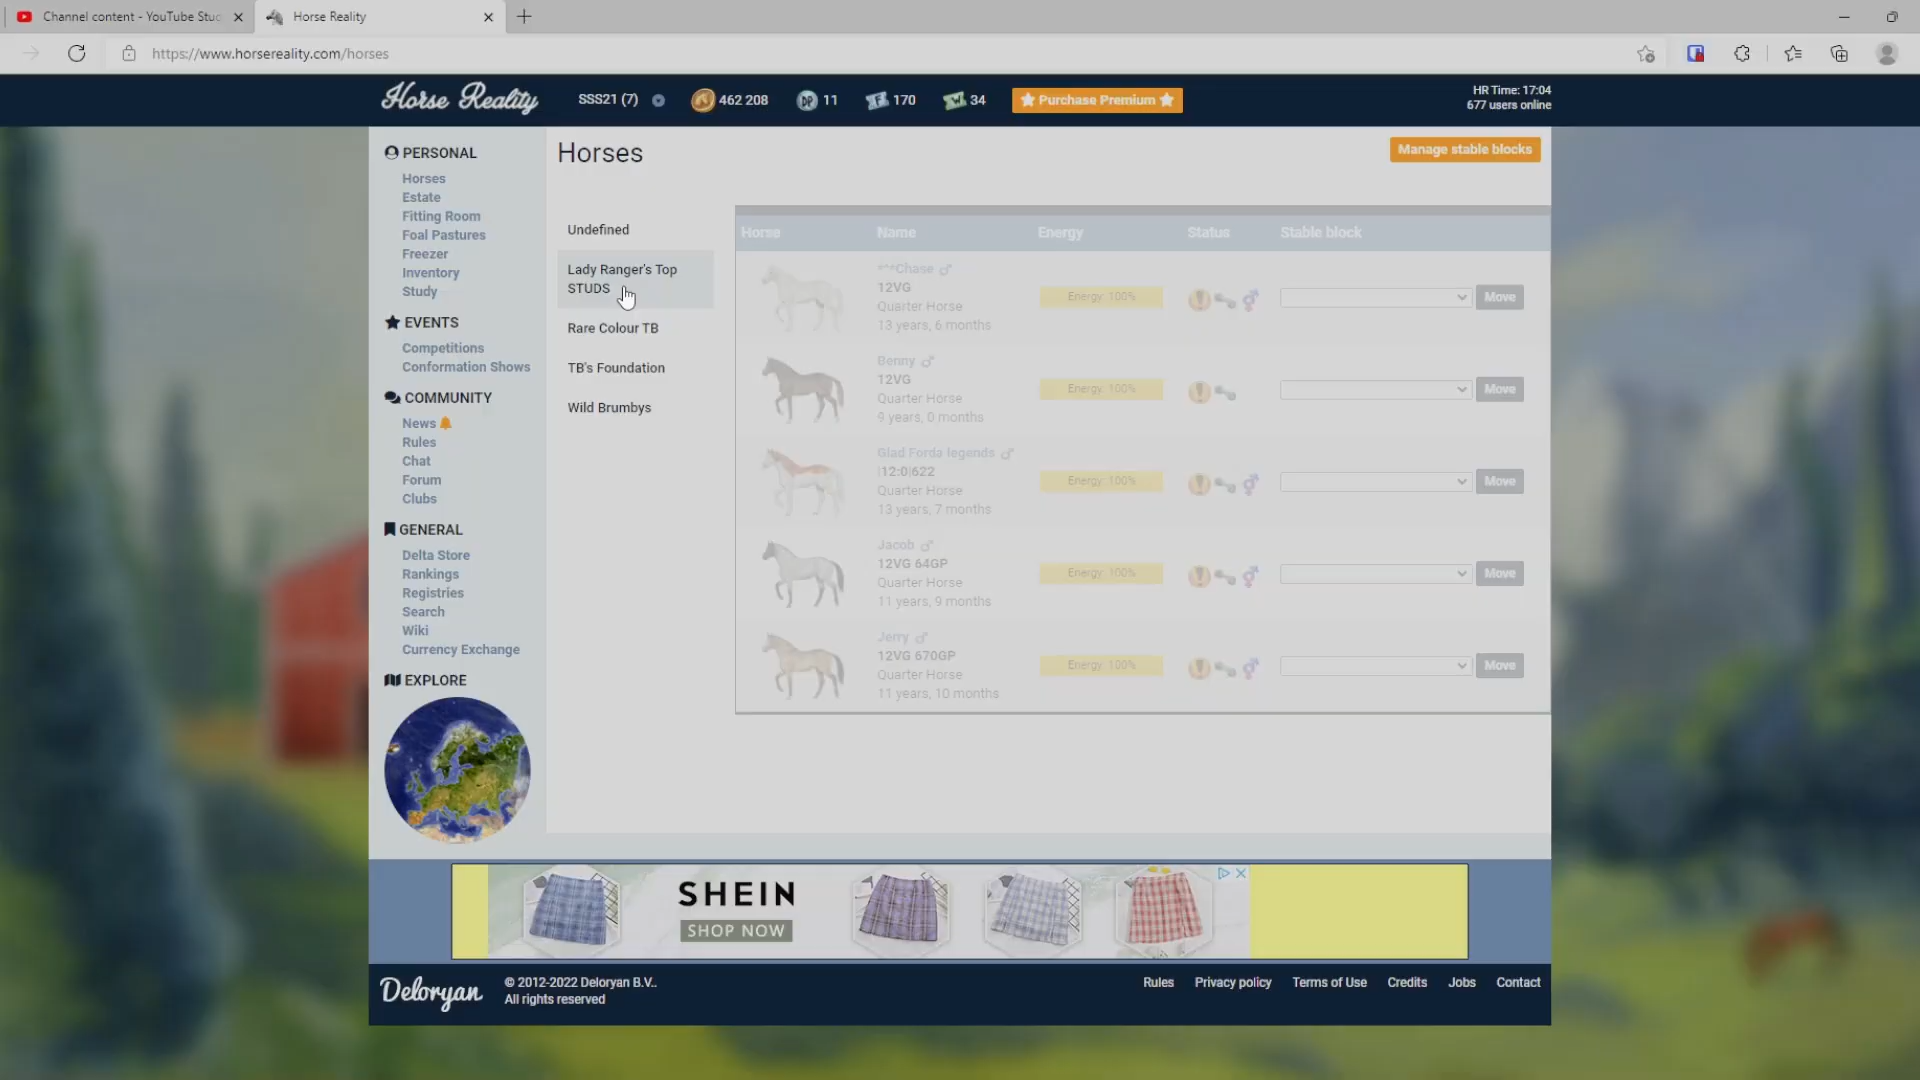 Channel content - YouTube Stud
Horse Reality
https://www.horsereality.com/horses
Horse Reality
SSS21 (7)
462 208
DP 11
170
34
Purchase Premium
HR Time: 17:04
677 users online
PERSONAL
Horses
Estate
Fitting Room
Foal Pastures
Freezer
Inventory
Study
EVENTS
Competitions
Conformation Shows
COMMUNITY
News
Rules
Chat
Forum
Clubs
GENERAL
Delta Store
Rankings
Registries
Search
Wiki
Currency Exchange
EXPLORE
Horses
Manage stable blocks
Undefined
Lady Ranger's Top
STUDS
Rare Colour TB
TB's Foundation
Wild Brumbys
Horse Name Energy Status Stable block
***Chase
12VG
Quarter Horse
13 years, 6 months
Energy: 100%
Move
Benny
12VG
Quarter Horse
9 years, 0 months
Energy: 100%
Move
Glad Forda legends
|12:0|622
Quarter Horse
13 years, 7 months
Energy: 100%
Move
Jacob
12VG 64GP
Quarter Horse
11 years, 9 months
Energy: 100%
Move
Jerry
12VG 670GP
Quarter Horse
11 years, 10 months
Energy: 100%
Move
SHEIN
SHOP NOW
Deloryan
© 2012-2022 Deloryan B.V..
All rights reserved
Rules Privacy policy Terms of Use Credits Jobs Contact